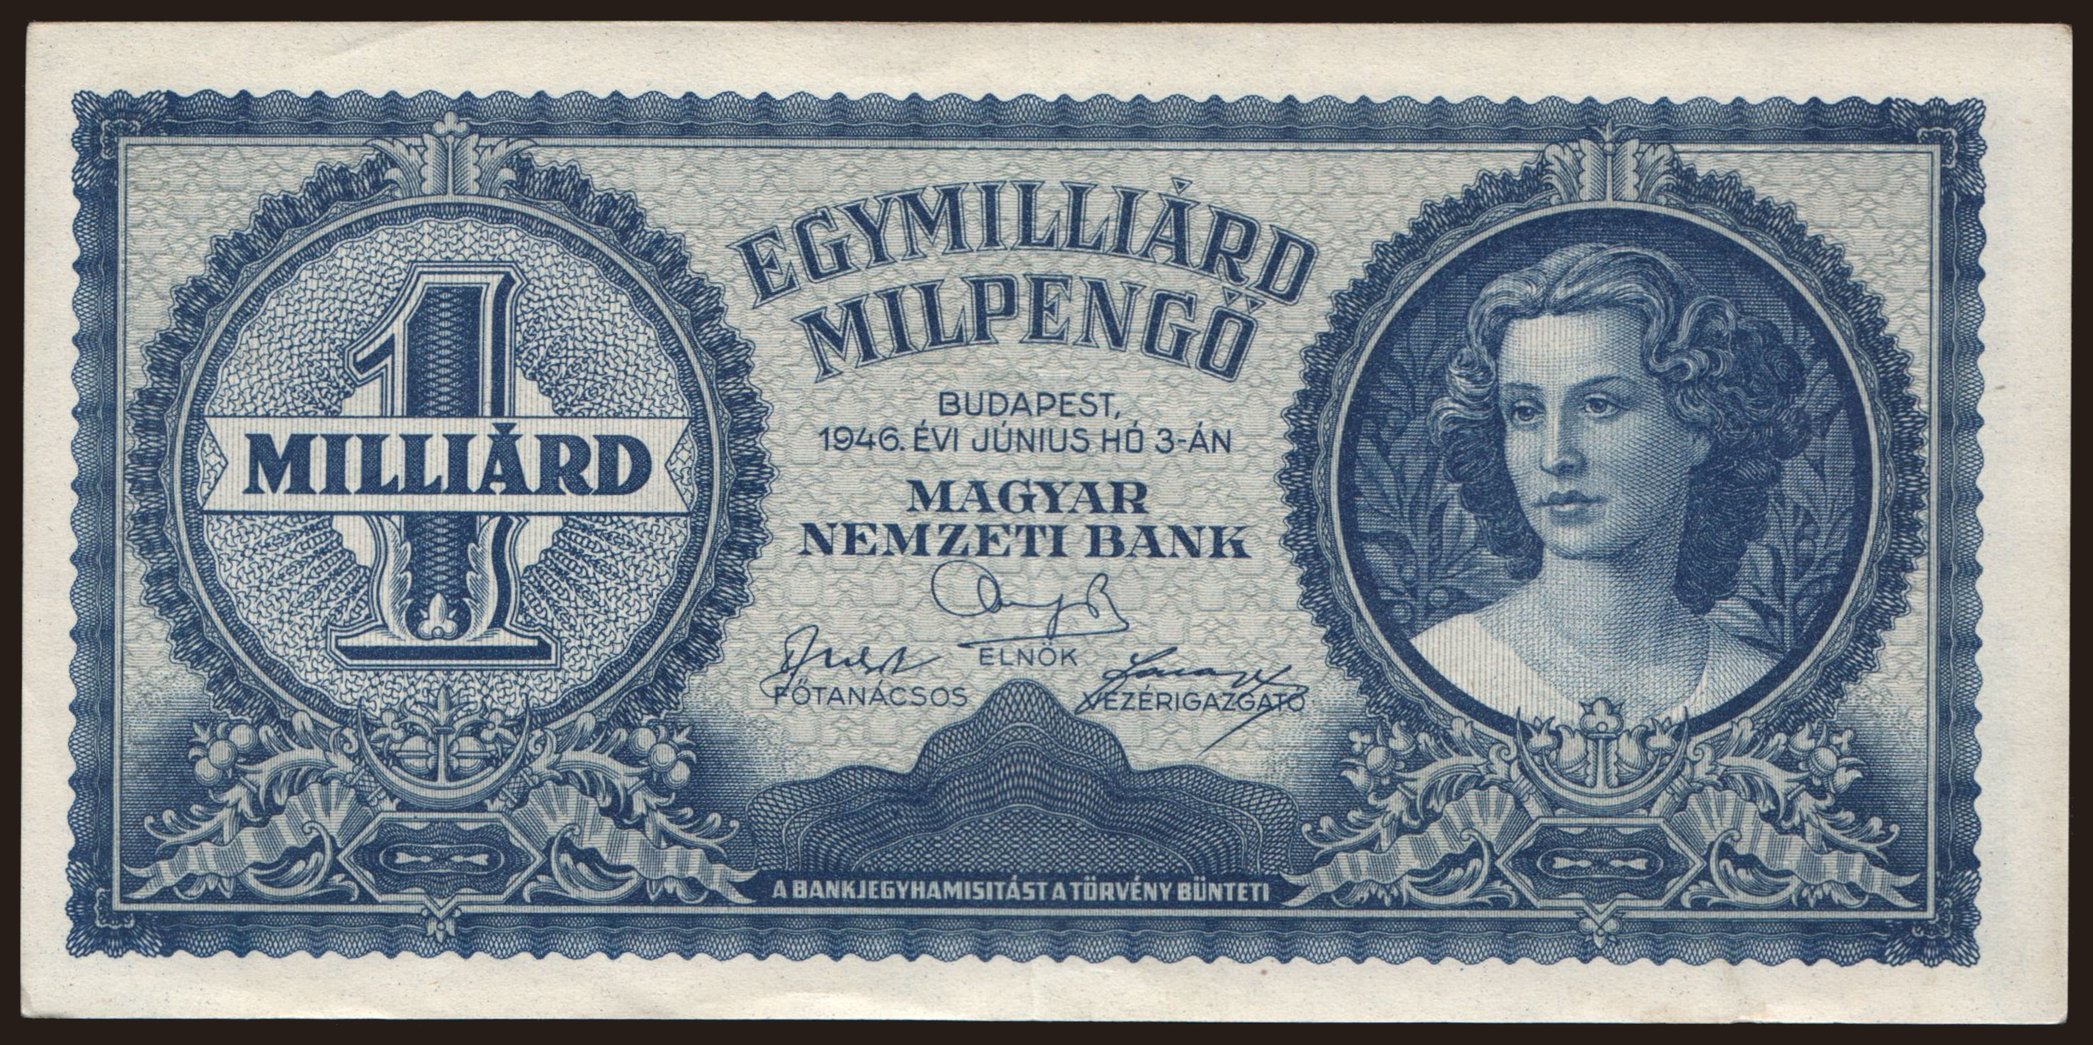 EGYMILLIÁRD
MILPENGŐ
1
MILLIÁRD
BUDAPEST,
1946. ÉVI JÚNIUS HÓ 3-ÁN
MAGYAR
NEMZETI BANK
ELNÖK
FŐTANÁCSOS
VEZÉRIGAZGATÓ
A BANKJEGYHAMISITÁST A TÖRVÉNY BÜNTETI